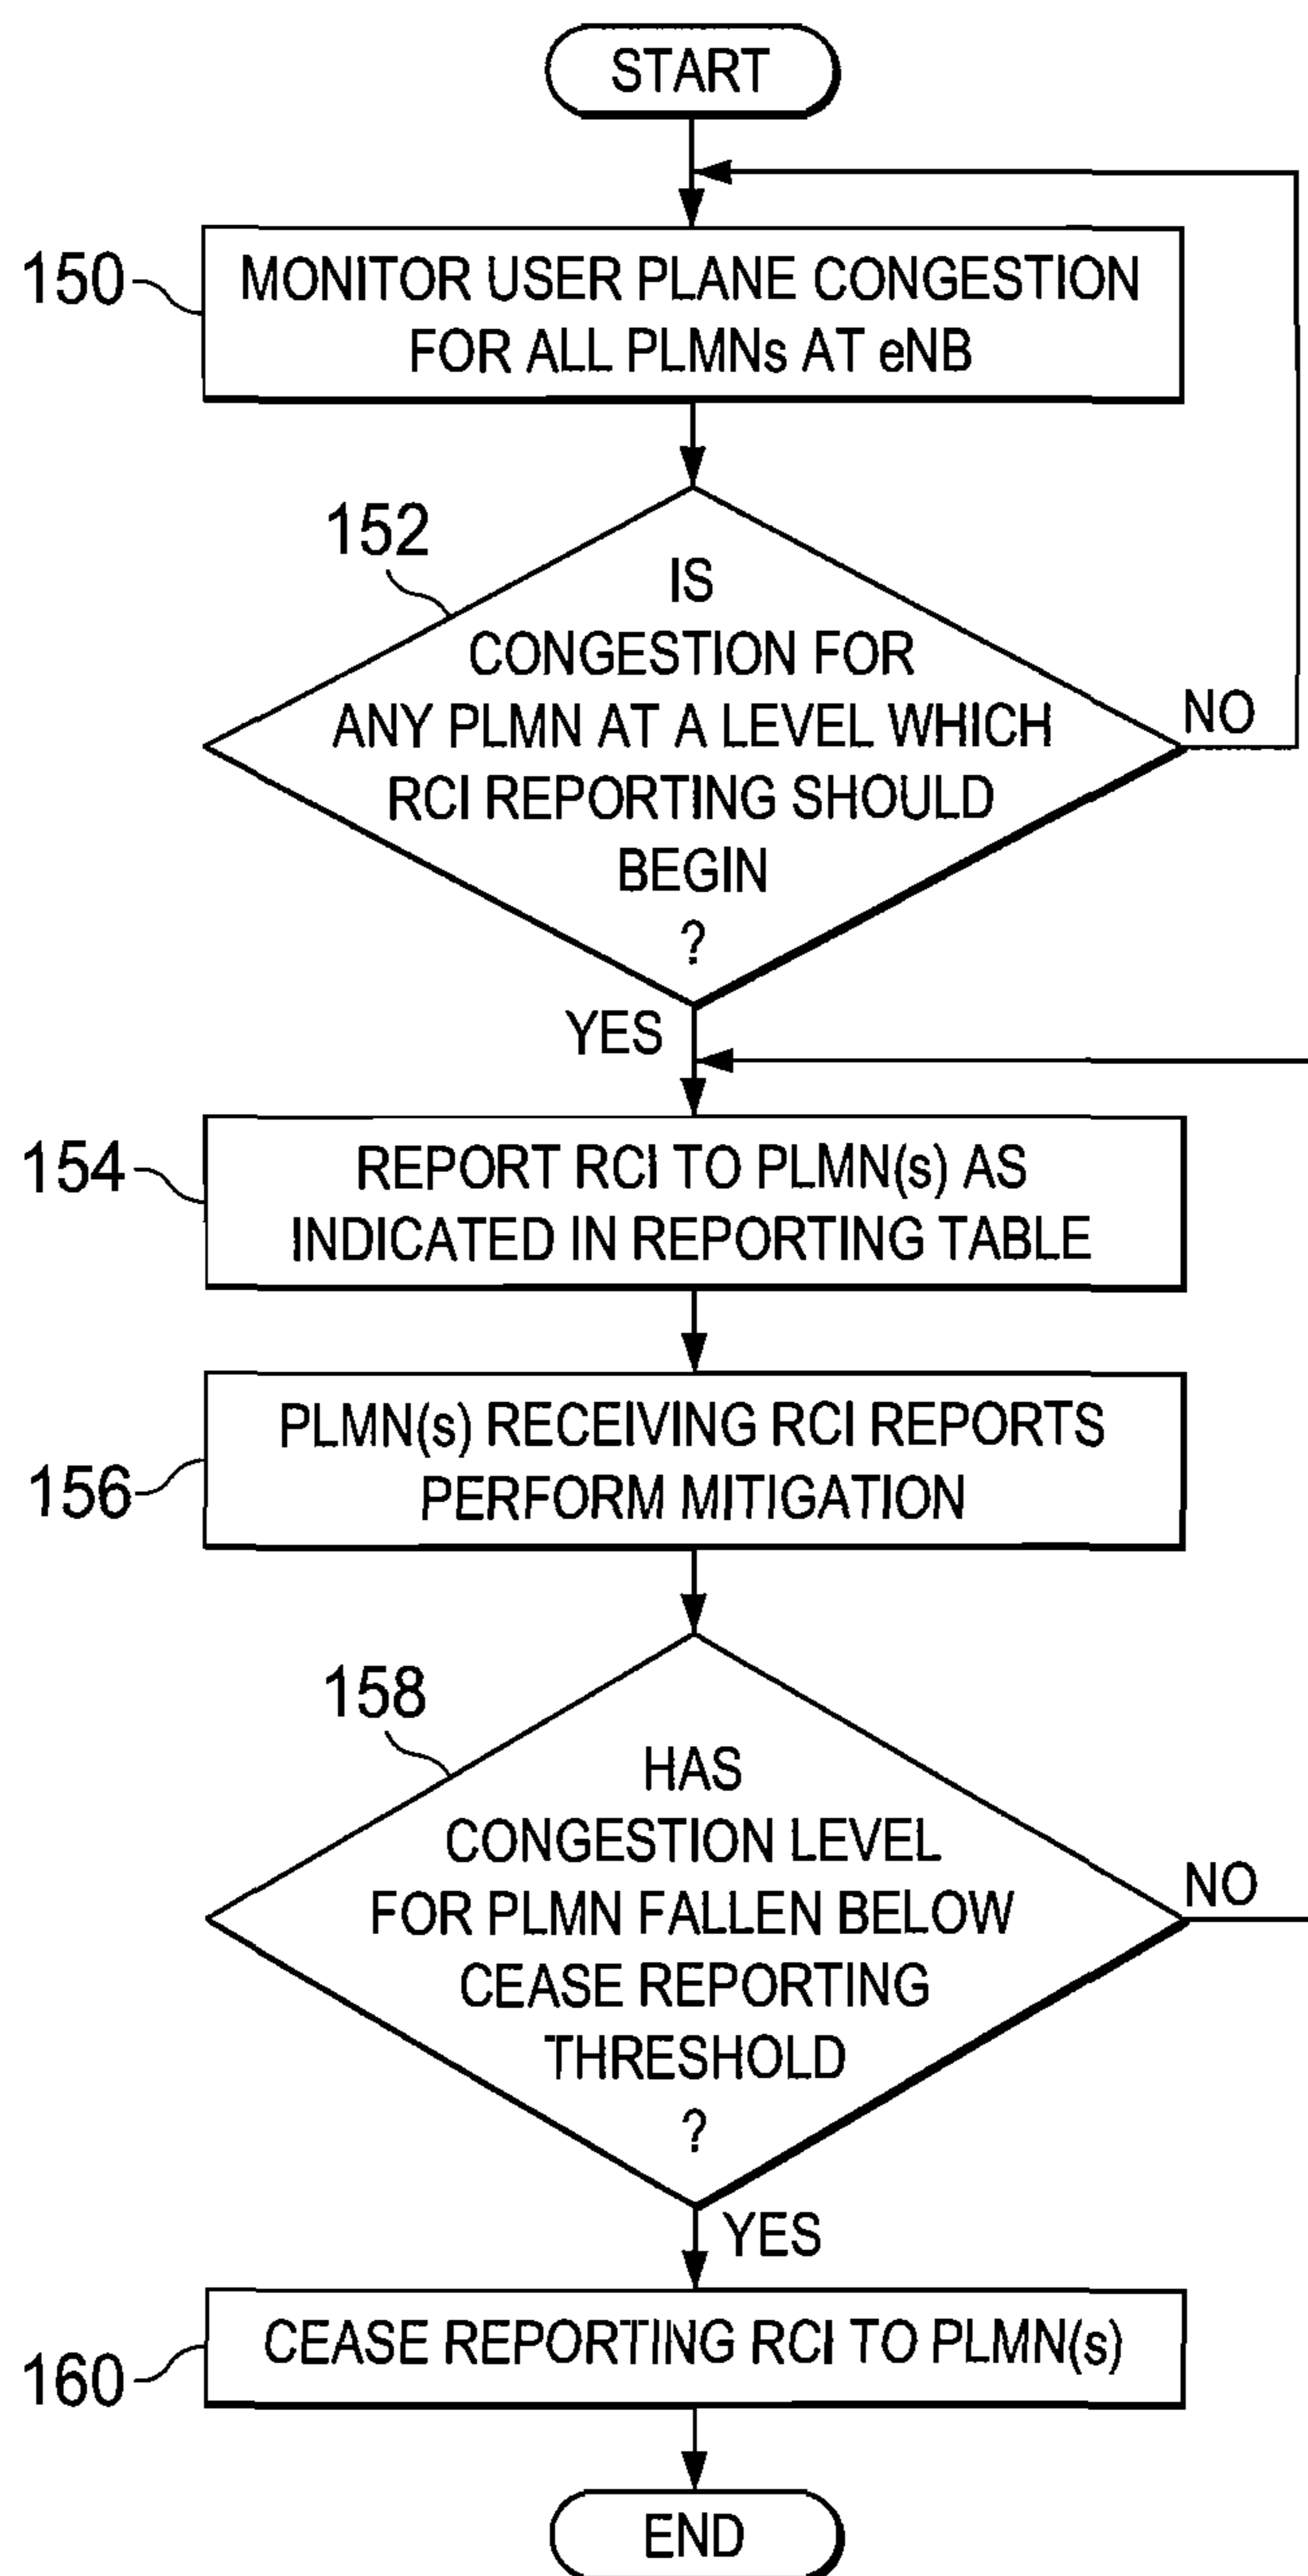 START
150
MONITOR USER PLANE CONGESTION
FOR ALL PLMNs AT eNB
152
IS
CONGESTION FOR
ANY PLMN AT A LEVEL WHICH
RCI REPORTING SHOULD
BEGIN
?
NO
YES
154
REPORT RCI TO PLMN(s) AS
INDICATED IN REPORTING TABLE
156
PLMN(s) RECEIVING RCI REPORTS
PERFORM MITIGATION
158
HAS
CONGESTION LEVEL
FOR PLMN FALLEN BELOW
CEASE REPORTING
THRESHOLD
?
NO
YES
160
CEASE REPORTING RCI TO PLMN(s)
END